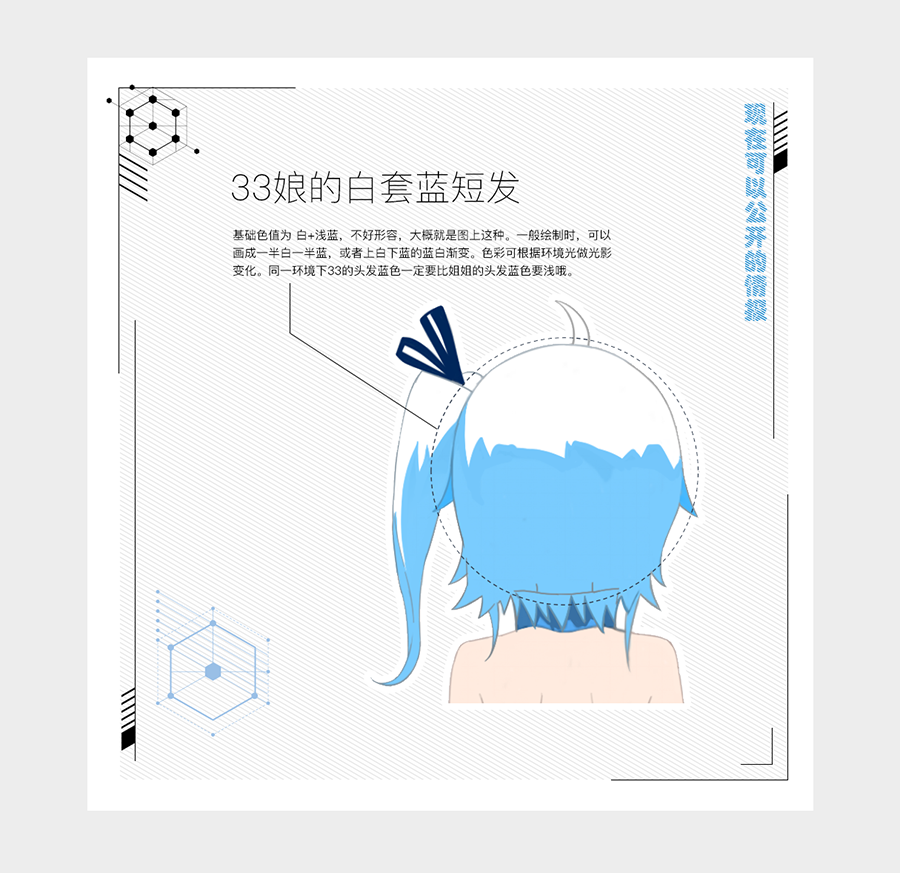 33娘的白套蓝短发
基础色值为 白+浅蓝，不好形容，大概就是图上这种。一般绘制时，可以
画成一半白一半蓝，或者上白下蓝的蓝白渐变。色彩可根据环境光做光影
变化。同一环境下33的头发蓝色一定要比姐姐的头发蓝色要浅哦。
现在可以公开的情报